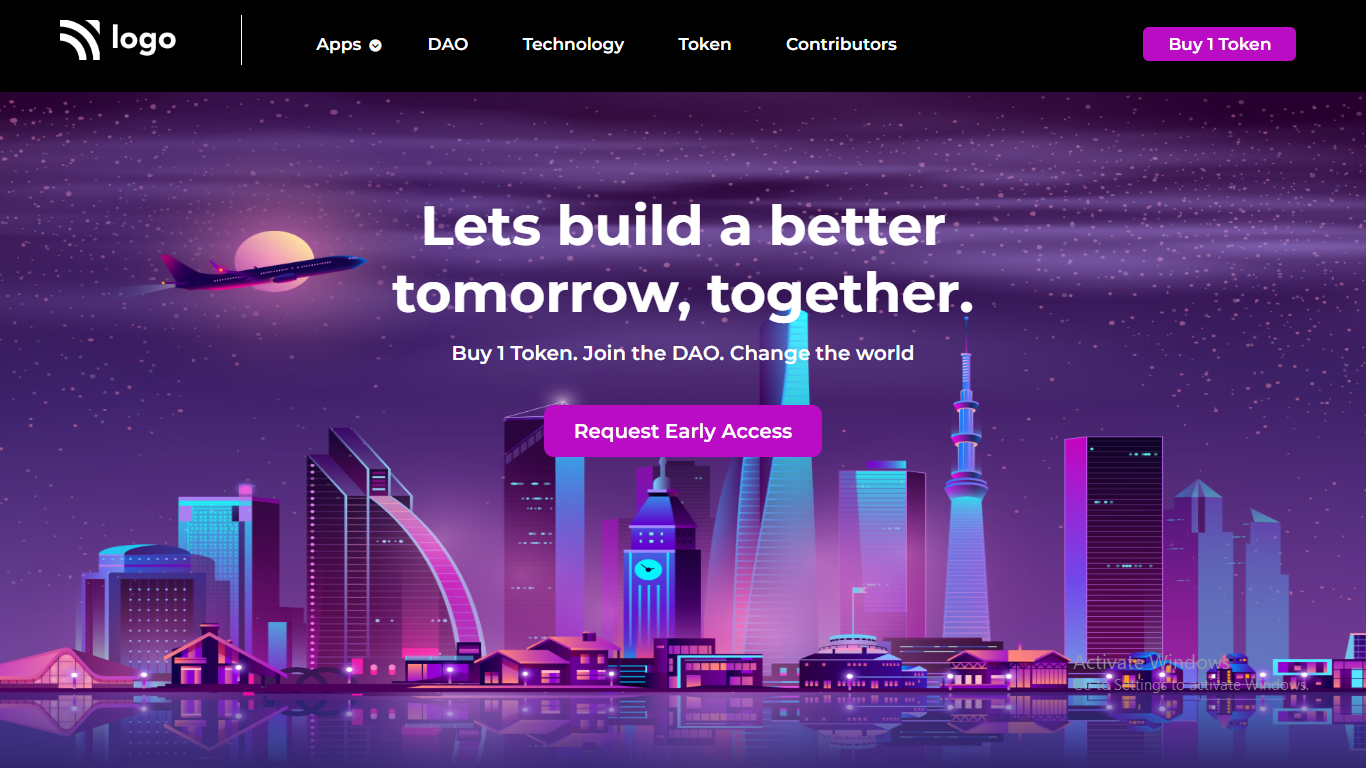 logo
Apps
DAO
Technology
Token
Contributors
Buy 1 Token
Lets build a better
tomorrow, together.
Buy 1 Token. Join the DAO. Change the world
Request Early Access
Activate Windows
Go to Settings to activate Windows.